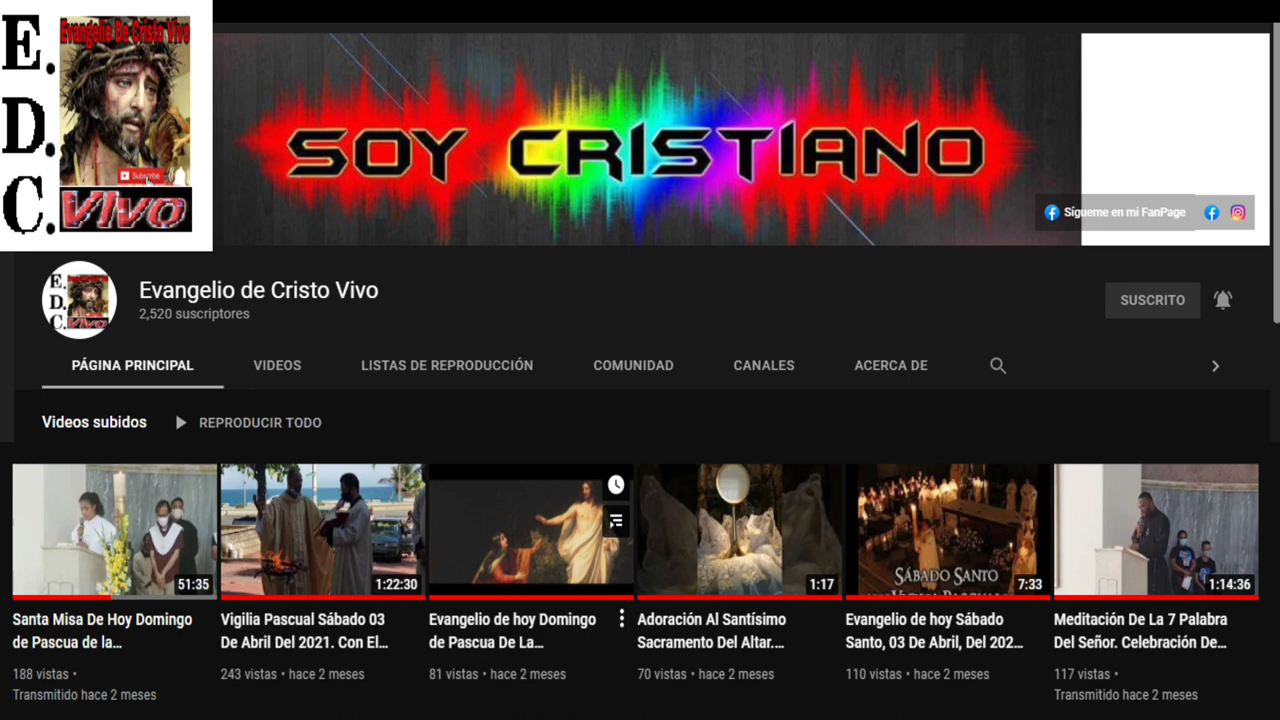 E.
D.
C.
Evangelio De Cristo Vivo
Subscribe
Vivo
SOY CRISTIANO
Sígueme en mi FanPage
Evangelio de Cristo Vivo
2,520 suscriptores
SUSCRITO
PÁGINA PRINCIPAL
VIDEOS
LISTAS DE REPRODUCCIÓN
COMUNIDAD
CANALES
ACERCA DE
Videos subidos
REPRODUCIR TODO
51:35
Santa Misa De Hoy Domingo
de Pascua de la...
188 vistas •
Transmitido hace 2 meses
1:22:30
Vigilia Pascual Sábado 03
De Abril Del 2021. Con El...
243 vistas • hace 2 meses
Evangelio de hoy Domingo
de Pascua De La...
81 vistas • hace 2 meses
1:17
Adoración Al Santísimo
Sacramento Del Altar....
70 vistas • hace 2 meses
SÁBADO SANTO
7:33
Evangelio de hoy Sábado
Santo, 03 De Abril, Del 202...
110 vistas • hace 2 meses
1:14:36
Meditación De La 7 Palabra
Del Señor. Celebración De...
117 vistas •
Transmitido hace 2 meses